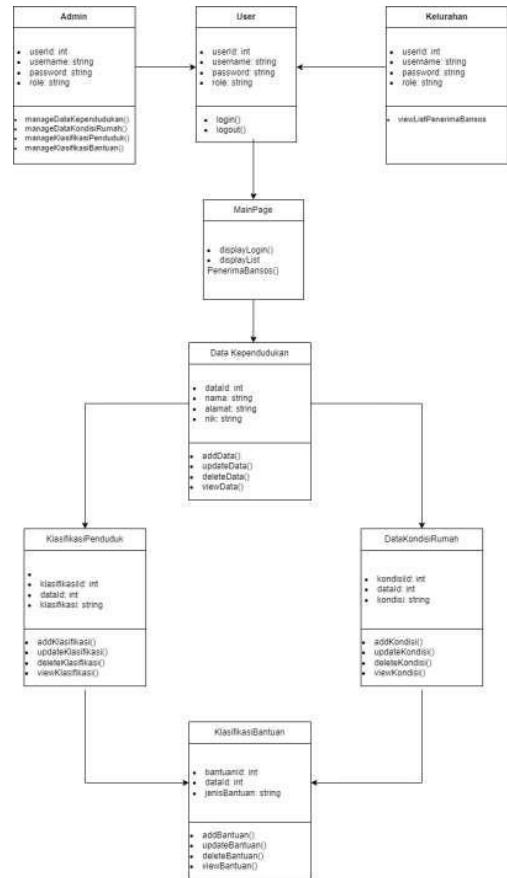 Admin
userId: int
username: string
password: string
role: string
manageDataKependudukan()
manageDataKondisiRumah()
manageKlasifikasiPenduduk()
manageKlasifikasiBantuan()
User
userId: int
username: string
password: string
role: string
login()
logout()
Kelurahan
userId: int
username: string
password: string
role: string
viewListPenerimaBansos
MainPage
displayLogin()
displayList
PenerimaBansos()
Data Kependudukan
dataId: int
nama: string
alamat: string
nik: string
addData()
updateData()
deleteData()
viewData()
KlasifikasiPenduduk
klasifikasiId: int
dataId: int
klasifikasi: string
addKlasifikasi()
updateKlasifikasi()
deleteKlasifikasi()
viewKlasifikasi()
DataKondisiRumah
kondisiId: int
dataId: int
kondisi: string
addKondisi()
updateKondisi()
deleteKondisi()
viewKondisi()
KlasifikasiBantuan
bantuanId: int
dataId: int
jenisBantuan: string
addBantuan()
updateBantuan()
deleteBantuan()
viewBantuan()